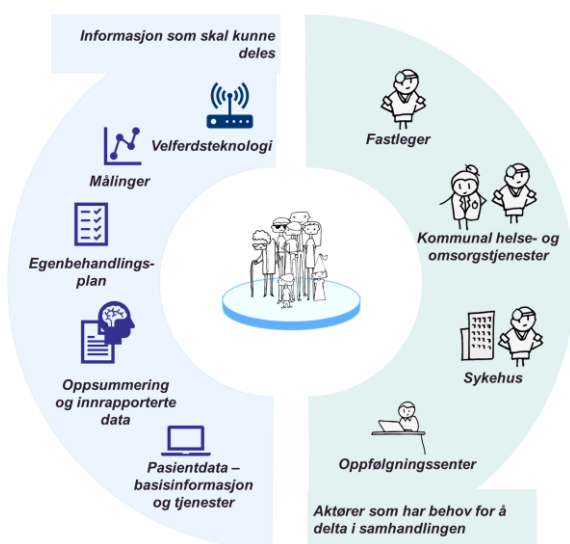 Informasjon som skal kunne
deles
Velferdsteknologi
Målinger
Egenbehandlings-
plan
Oppsummering
og innrapporterte
data
Pasientdata –
basisinformasjon
og tjenester
Fastleger
Kommunal helse- og
omsorgstjenester
Sykehus
Oppfølgningssenter
Aktører som har behov for å
delta i samhandlingen